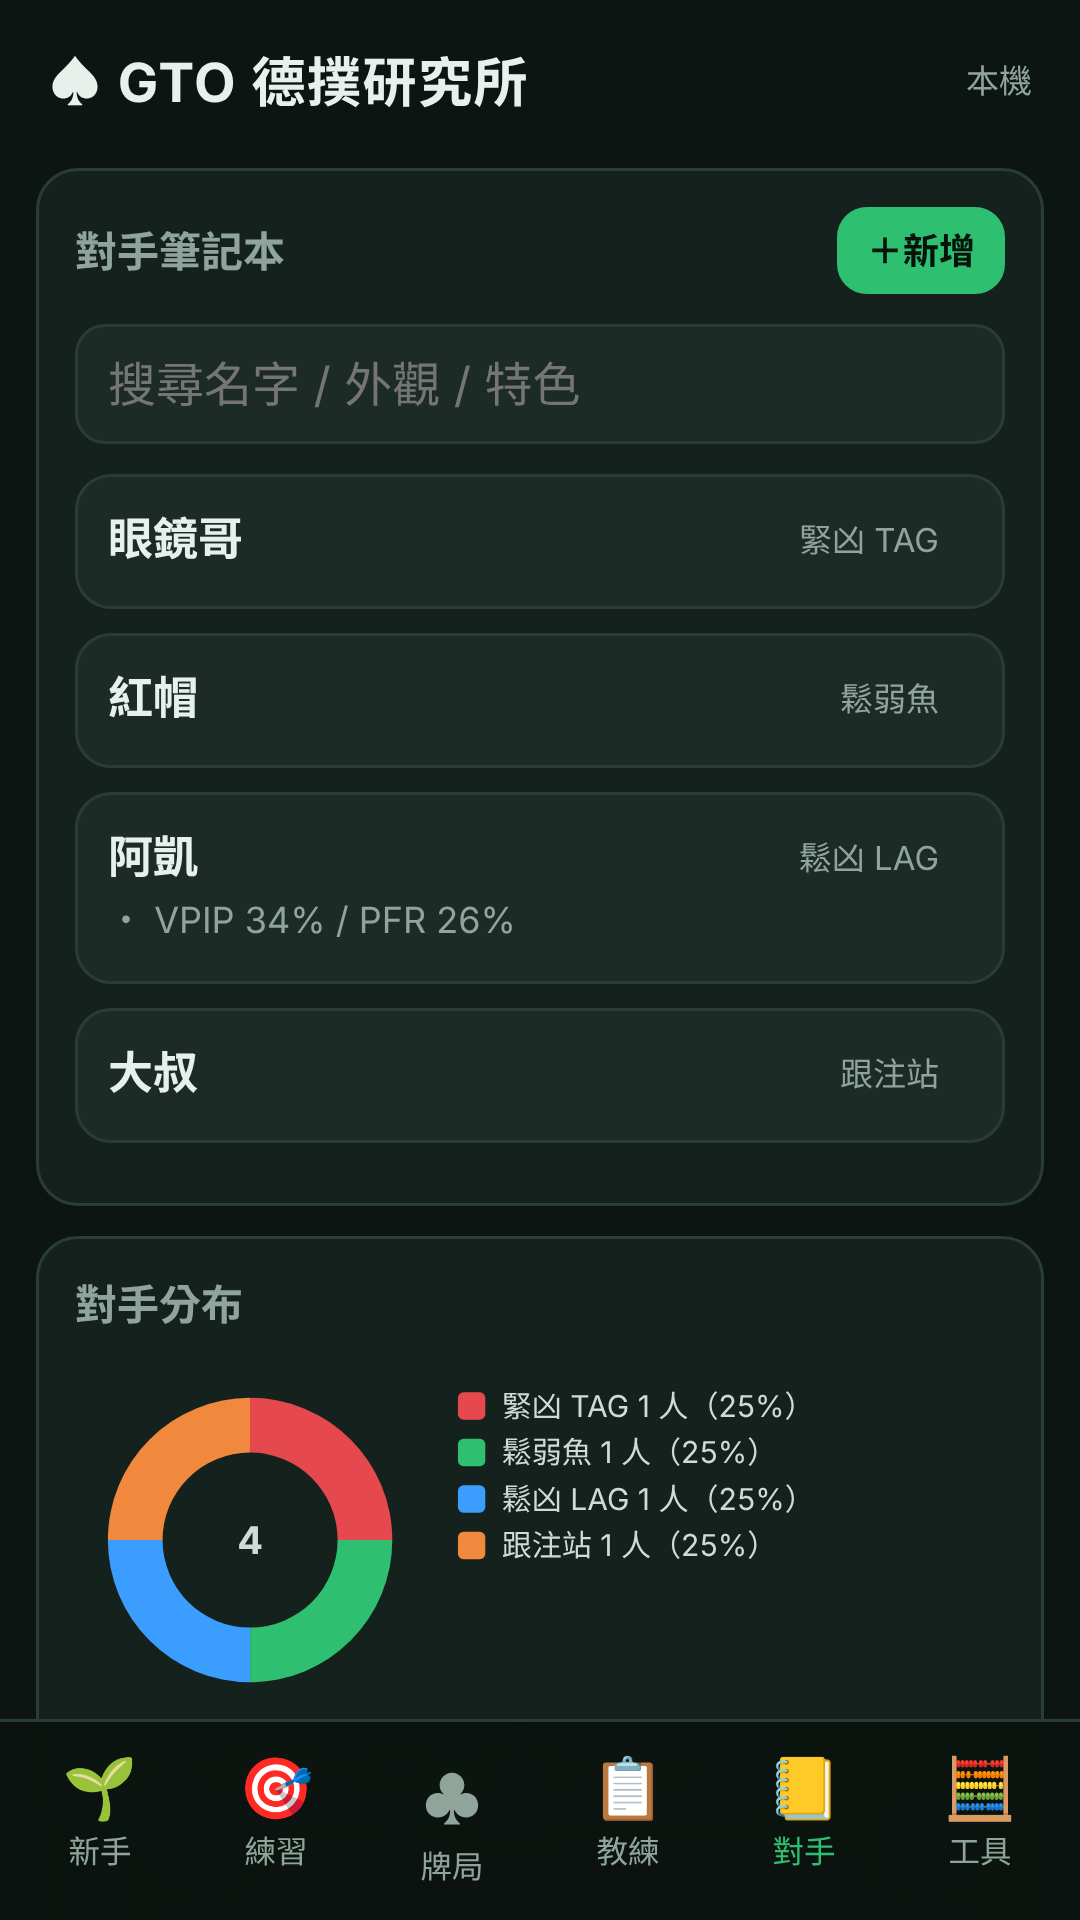 ♠ GTO 德撲研究所
本機
對手筆記本
＋新增
搜尋名字 / 外觀 / 特色
眼鏡哥
緊凶 TAG
紅帽
鬆弱魚
阿凱
鬆凶 LAG
・ VPIP 34% / PFR 26%
大叔
跟注站
對手分布
4
緊凶 TAG 1 人（25%）
鬆弱魚 1 人（25%）
鬆凶 LAG 1 人（25%）
跟注站 1 人（25%）
新手
練習
牌局
教練
對手
工具